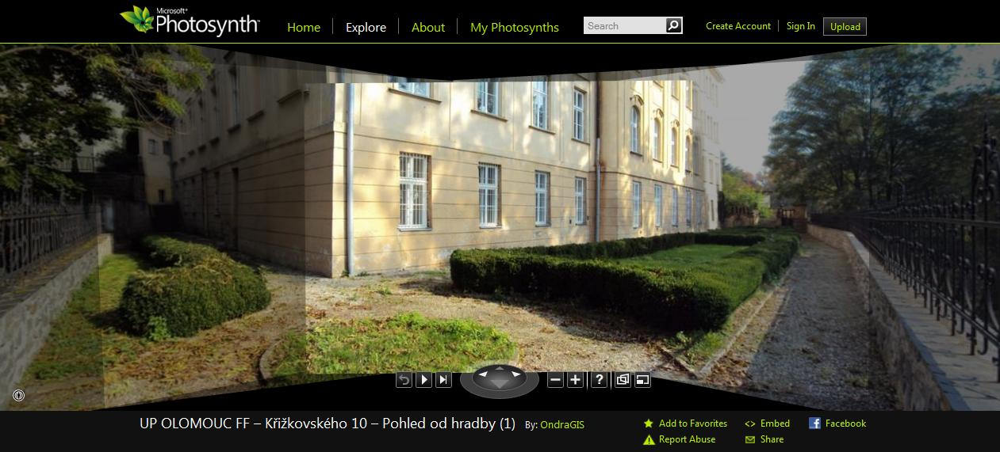 Microsoft®
Photosynth™
Home
Explore
About
My Photosynths
Search
Create Account
Sign In
Upload
?
UP OLOMOUC FF – Křižkovského 10 – Pohled od hradby (1) By: OndraGIS
Add to Favorites
<> Embed
Facebook
Report Abuse
Share